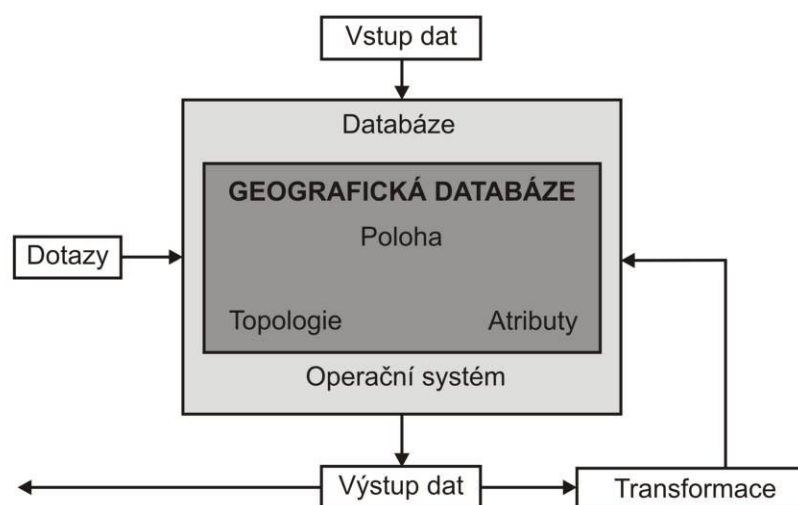 Vstup dat
Databáze
GEOGRAFICKÁ DATABÁZE
Poloha
Dotazy
Topologie
Atributy
Operační systém
Výstup dat
Transformace